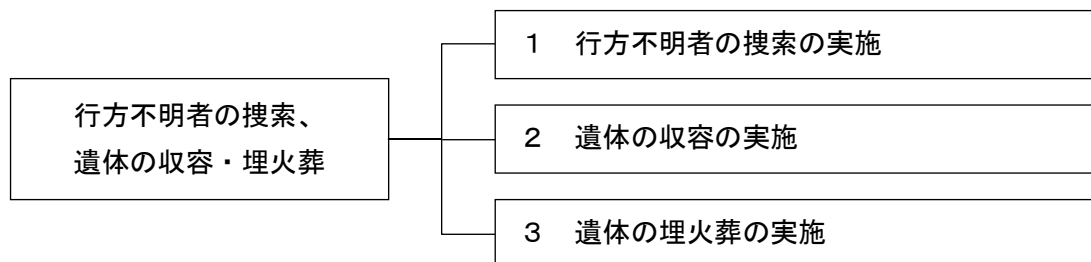 行方不明者の捜索、
遺体の収容・埋火葬
１　行方不明者の捜索の実施
２　遺体の収容の実施
３　遺体の埋火葬の実施